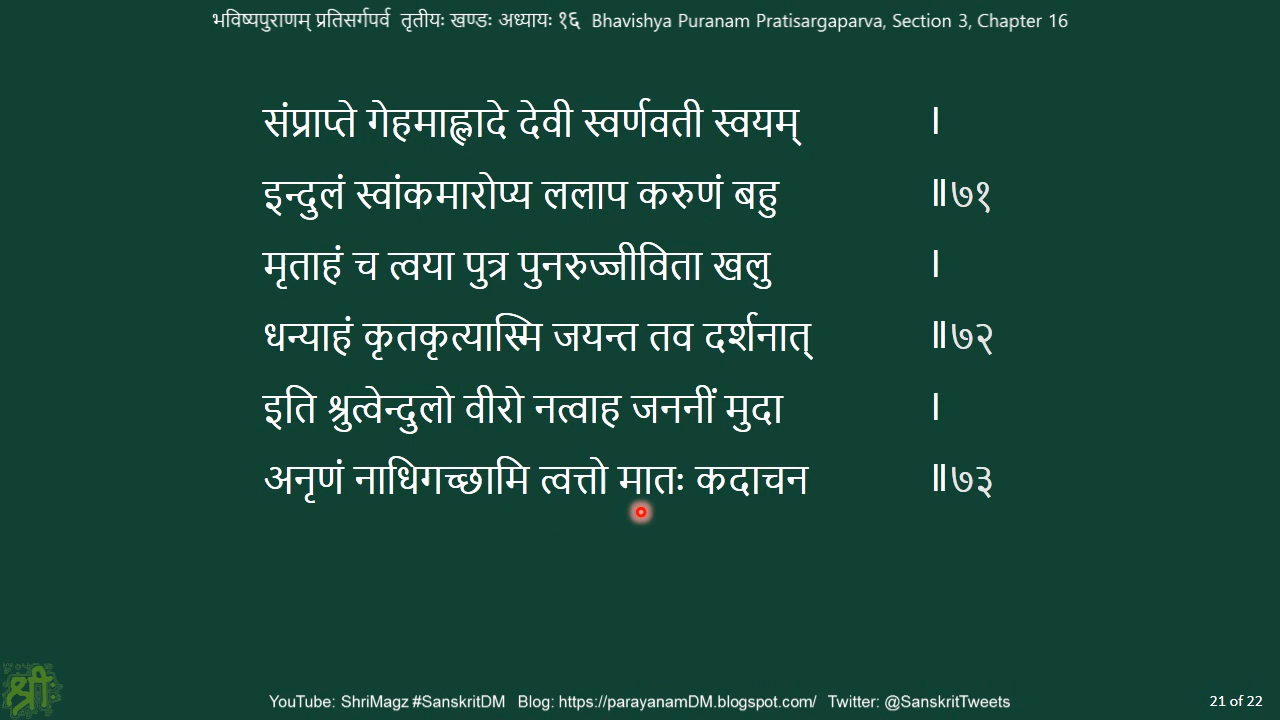 भविष्यपुराणम् प्रतिसर्गपर्व तृतीयः खण्डः अध्यायः १६ Bhavishya Puranam Pratisargaparva, Section 3, Chapter 16
संप्राप्ते गेहमाह्लादे देवी स्वर्णवती स्वयम् ।
इन्दुलं स्वांकमारोप्य ललाप करुणं बहु ॥७१
मृताहं च त्वया पुत्र पुनरुज्जीविता खलु ।
धन्याहं कृतकृत्यास्मि जयन्त तव दर्शनात् ॥७२
इति श्रुत्वेन्दुलो वीरो नत्वाह जननीं मुदा ।
अनृणं नाधिगच्छामि त्वत्तो मातः कदाचन ॥७३
श्रीः
YouTube: ShriMagz #SanskritDM Blog: https://parayanamDM.blogspot.com/ Twitter: @SanskritTweets
21 of 22